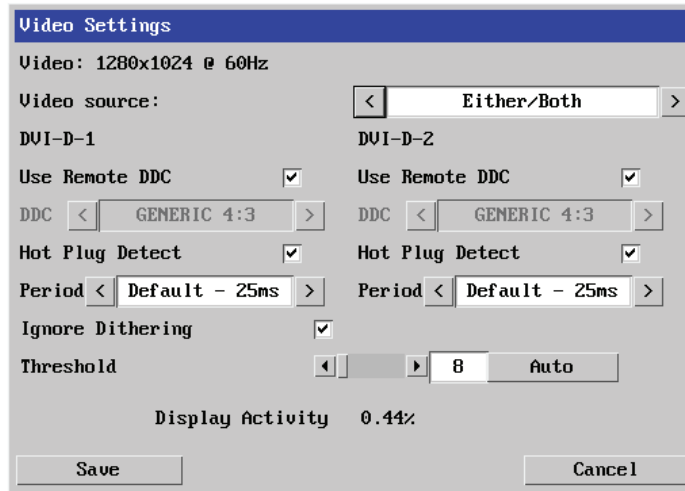 Video Settings
Video: 1280x1024 @ 60Hz
Video source: < Either/Both >
DVI-D-1 DVI-D-2
Use Remote DDC Use Remote DDC
DDC < GENERIC 4:3 > DDC < GENERIC 4:3 >
Hot Plug Detect Hot Plug Detect
Period < Default - 25ms > Period < Default - 25ms >
Ignore Dithering
Threshold 8 Auto
Display Activity 0.44%
Save Cancel